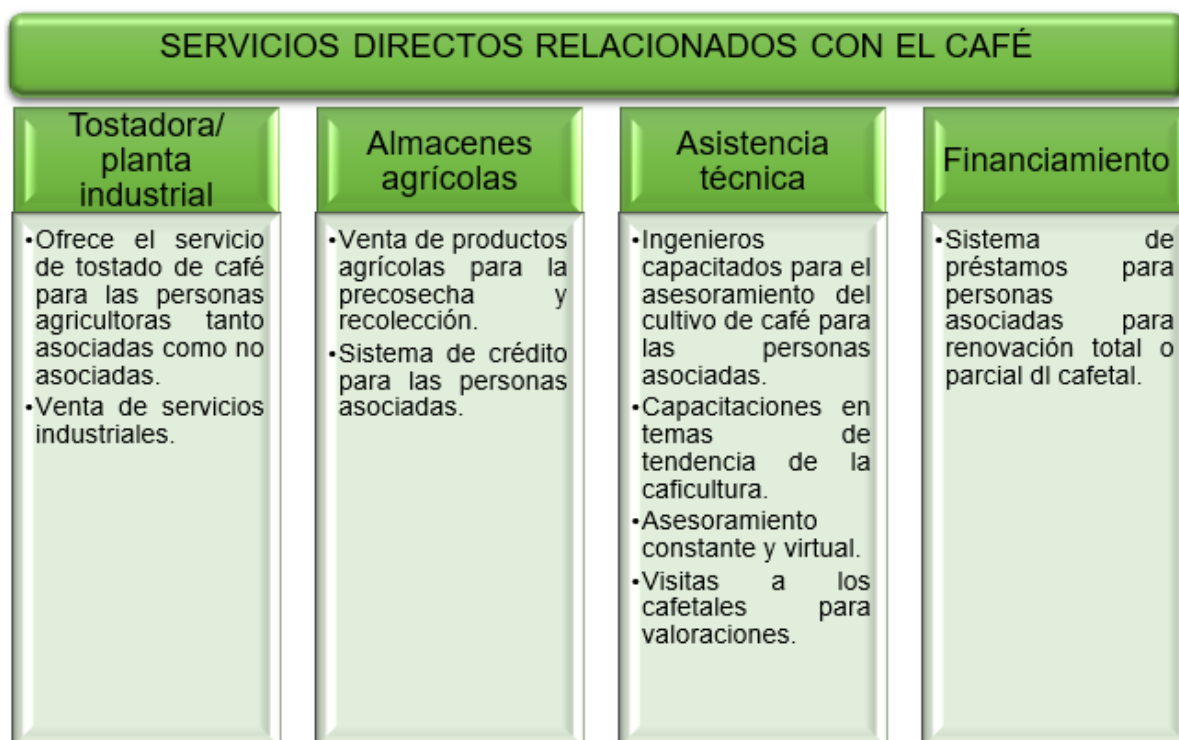 SERVICIOS DIRECTOS RELACIONADOS CON EL CAFÉ
Tostadora/
planta
industrial
•Ofrece el servicio
de tostado de café
para las personas
agricultoras tanto
asociadas como no
asociadas.
•Venta de servicios
industriales.
Almacenes
agrícolas
•Venta de productos
agrícolas para la
precosecha y
recolección.
•Sistema de crédito
para las personas
asociadas.
Asistencia
técnica
•Ingenieros
capacitados para el
asesoramiento del
cultivo de café para
las personas
asociadas.
•Capacitaciones en
temas de
tendencia de la
caficultura.
•Asesoramiento
constante y virtual.
•Visitas a los
cafetales para
valoraciones.
Financiamiento
•Sistema de
préstamos para
personas
asociadas para
renovación total o
parcial dl cafetal.